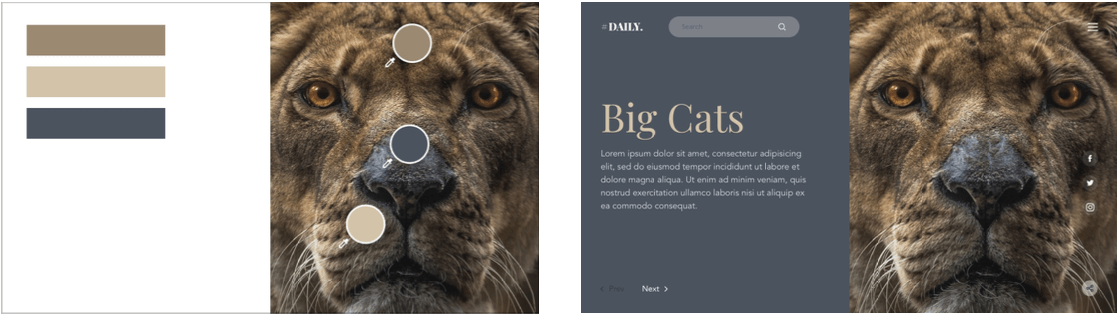 # DAILY.
Search
Big Cats
Lorem ipsum dolor sit amet, consectetur adipisicing
elit, sed do eiusmod tempor incididunt ut labore et
dolore magna aliqua. Ut enim ad minim veniam, quis
nostrud exercitation ullamco laboris nisi ut aliquip ex
ea commodo consequat.
Prev Next